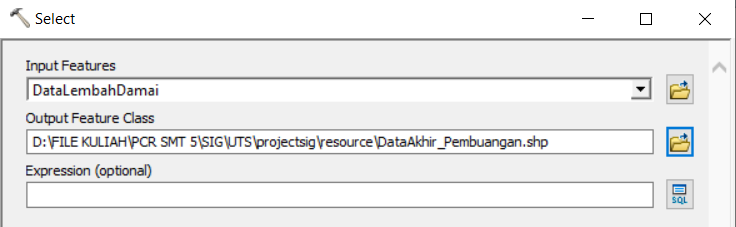 Select
Input Features
DataLembahDamai
Output Feature Class
D:\FILE KULIAH\PCR SMT 5\SIG\UTS\projectsig\resource\DataAkhir_Pembuangan.shp
Expression (optional)
SQL